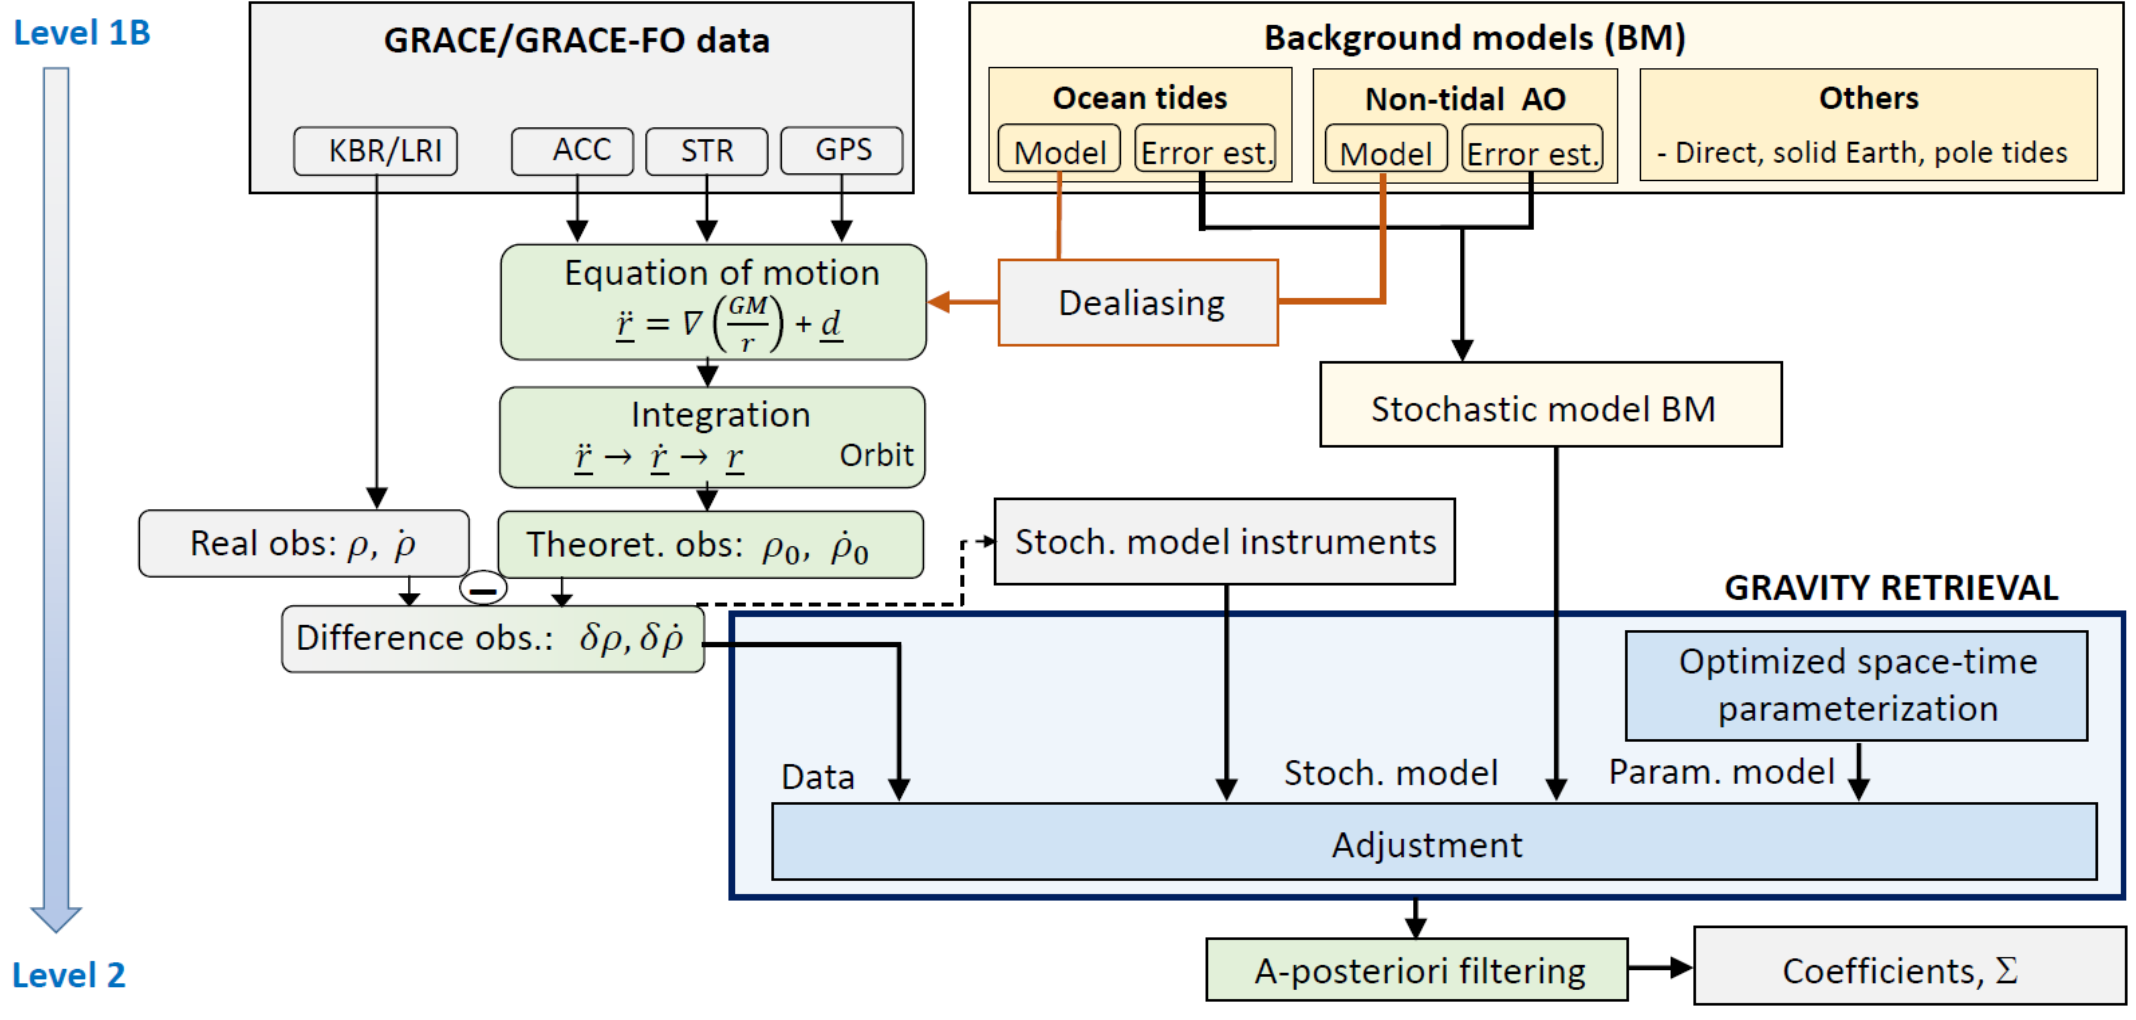 Level 1B
GRACE/GRACE-FO data
KBR/LRI
ACC
STR
GPS
Background models (BM)
Ocean tides
Model
Error est.
Non-tidal AO
Model
Error est.
Others
- Direct, solid Earth, pole tides
Equation of motion
r̈ = ∇(GM/r) + d
Dealiasing
Integration
r̈ → ṙ → r Orbit
Stochastic model BM
Real obs: ρ, ρ̇
Theoret. obs: ρ₀, ρ̇₀
Stoch. model instruments
−
Difference obs.: δρ, δρ̇
GRAVITY RETRIEVAL
Optimized space-time
parameterization
Data
Stoch. model
Param. model
Adjustment
A-posteriori filtering
Coefficients, Σ
Level 2